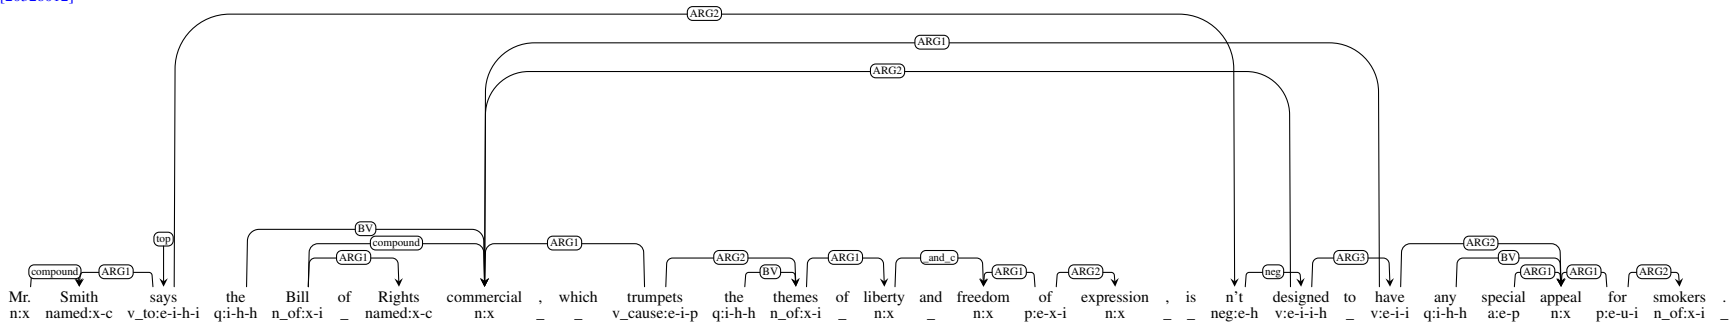 ARG2
ARG1
ARG2
BV
top
compound ARG1
compound ARG1 ARG2 ARG1 _and_c ARG2
ARG1 BV ARG1 ARG2 neg ARG3 BV ARG1 ARG1 ARG2
Mr. Smith says the Bill of Rights commercial , which trumpets the themes of liberty and freedom of expression , is n't designed to have any special appeal for smokers .
n:x named:x-c v_to:e-i-h-i q:i-h-h n_of:x-i _ named:x-c n:x _ _ v_cause:e-i-p q:i-h-h n_of:x-i _ n:x _ n:x p:e-x-i n:x _ _ neg:e-h v:e-i-i-h _ v:e-i-i q:i-h-h a:e-p n:x p:e-u-i n_of:x-i _